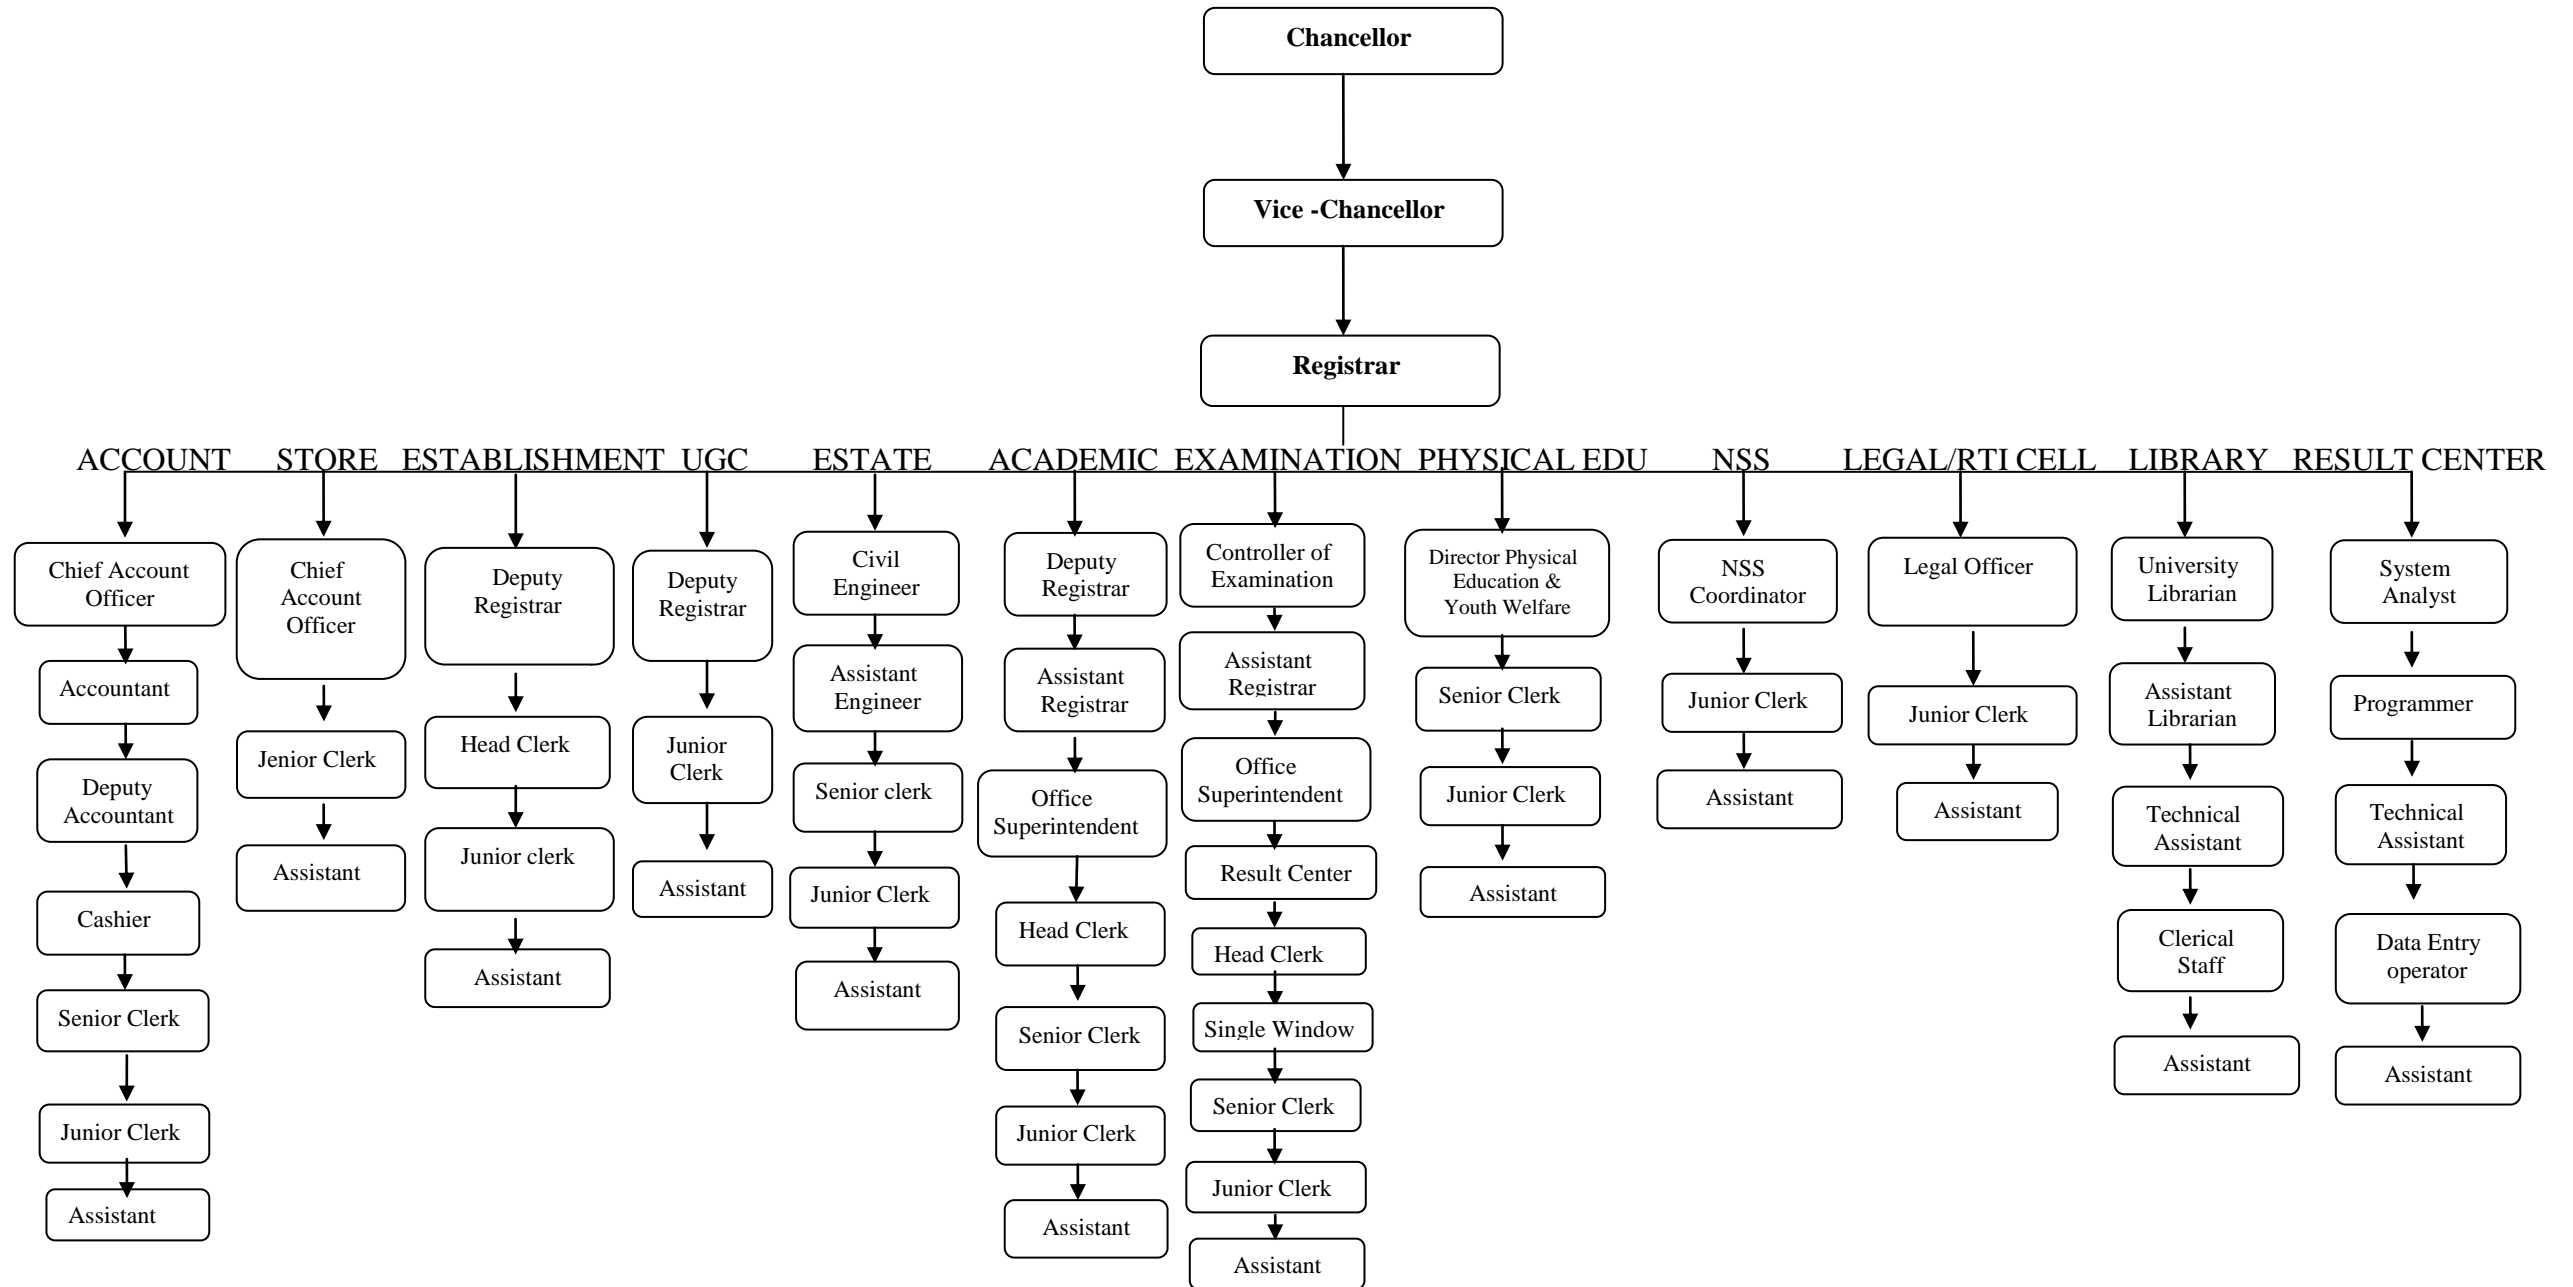 Chancellor
Vice -Chancellor
Registrar
ACCOUNT STORE ESTABLISHMENT UGC ESTATE ACADEMIC EXAMINATION PHYSICAL EDU NSS LEGAL/RTI CELL LIBRARY RESULT CENTER
Chief Account
Officer
Accountant
Deputy
Accountant
Cashier
Senior Clerk
Junior Clerk
Assistant
Chief
Account
Officer
Jenior Clerk
Assistant
Deputy
Registrar
Head Clerk
Junior clerk
Assistant
Deputy
Registrar
Junior
Clerk
Assistant
Civil
Engineer
Assistant
Engineer
Senior clerk
Junior Clerk
Assistant
Deputy
Registrar
Assistant
Registrar
Office
Superintendent
Head Clerk
Senior Clerk
Junior Clerk
Assistant
Controller of
Examination
Assistant
Registrar
Office
Superintendent
Result Center
Head Clerk
Single Window
Senior Clerk
Junior Clerk
Assistant
Director Physical
Education &
Youth Welfare
Senior Clerk
Junior Clerk
Assistant
NSS
Coordinator
Junior Clerk
Assistant
Legal Officer
Junior Clerk
Assistant
University
Librarian
Assistant
Librarian
Technical
Assistant
Clerical
Staff
Assistant
System
Analyst
Programmer
Technical
Assistant
Data Entry
operator
Assistant